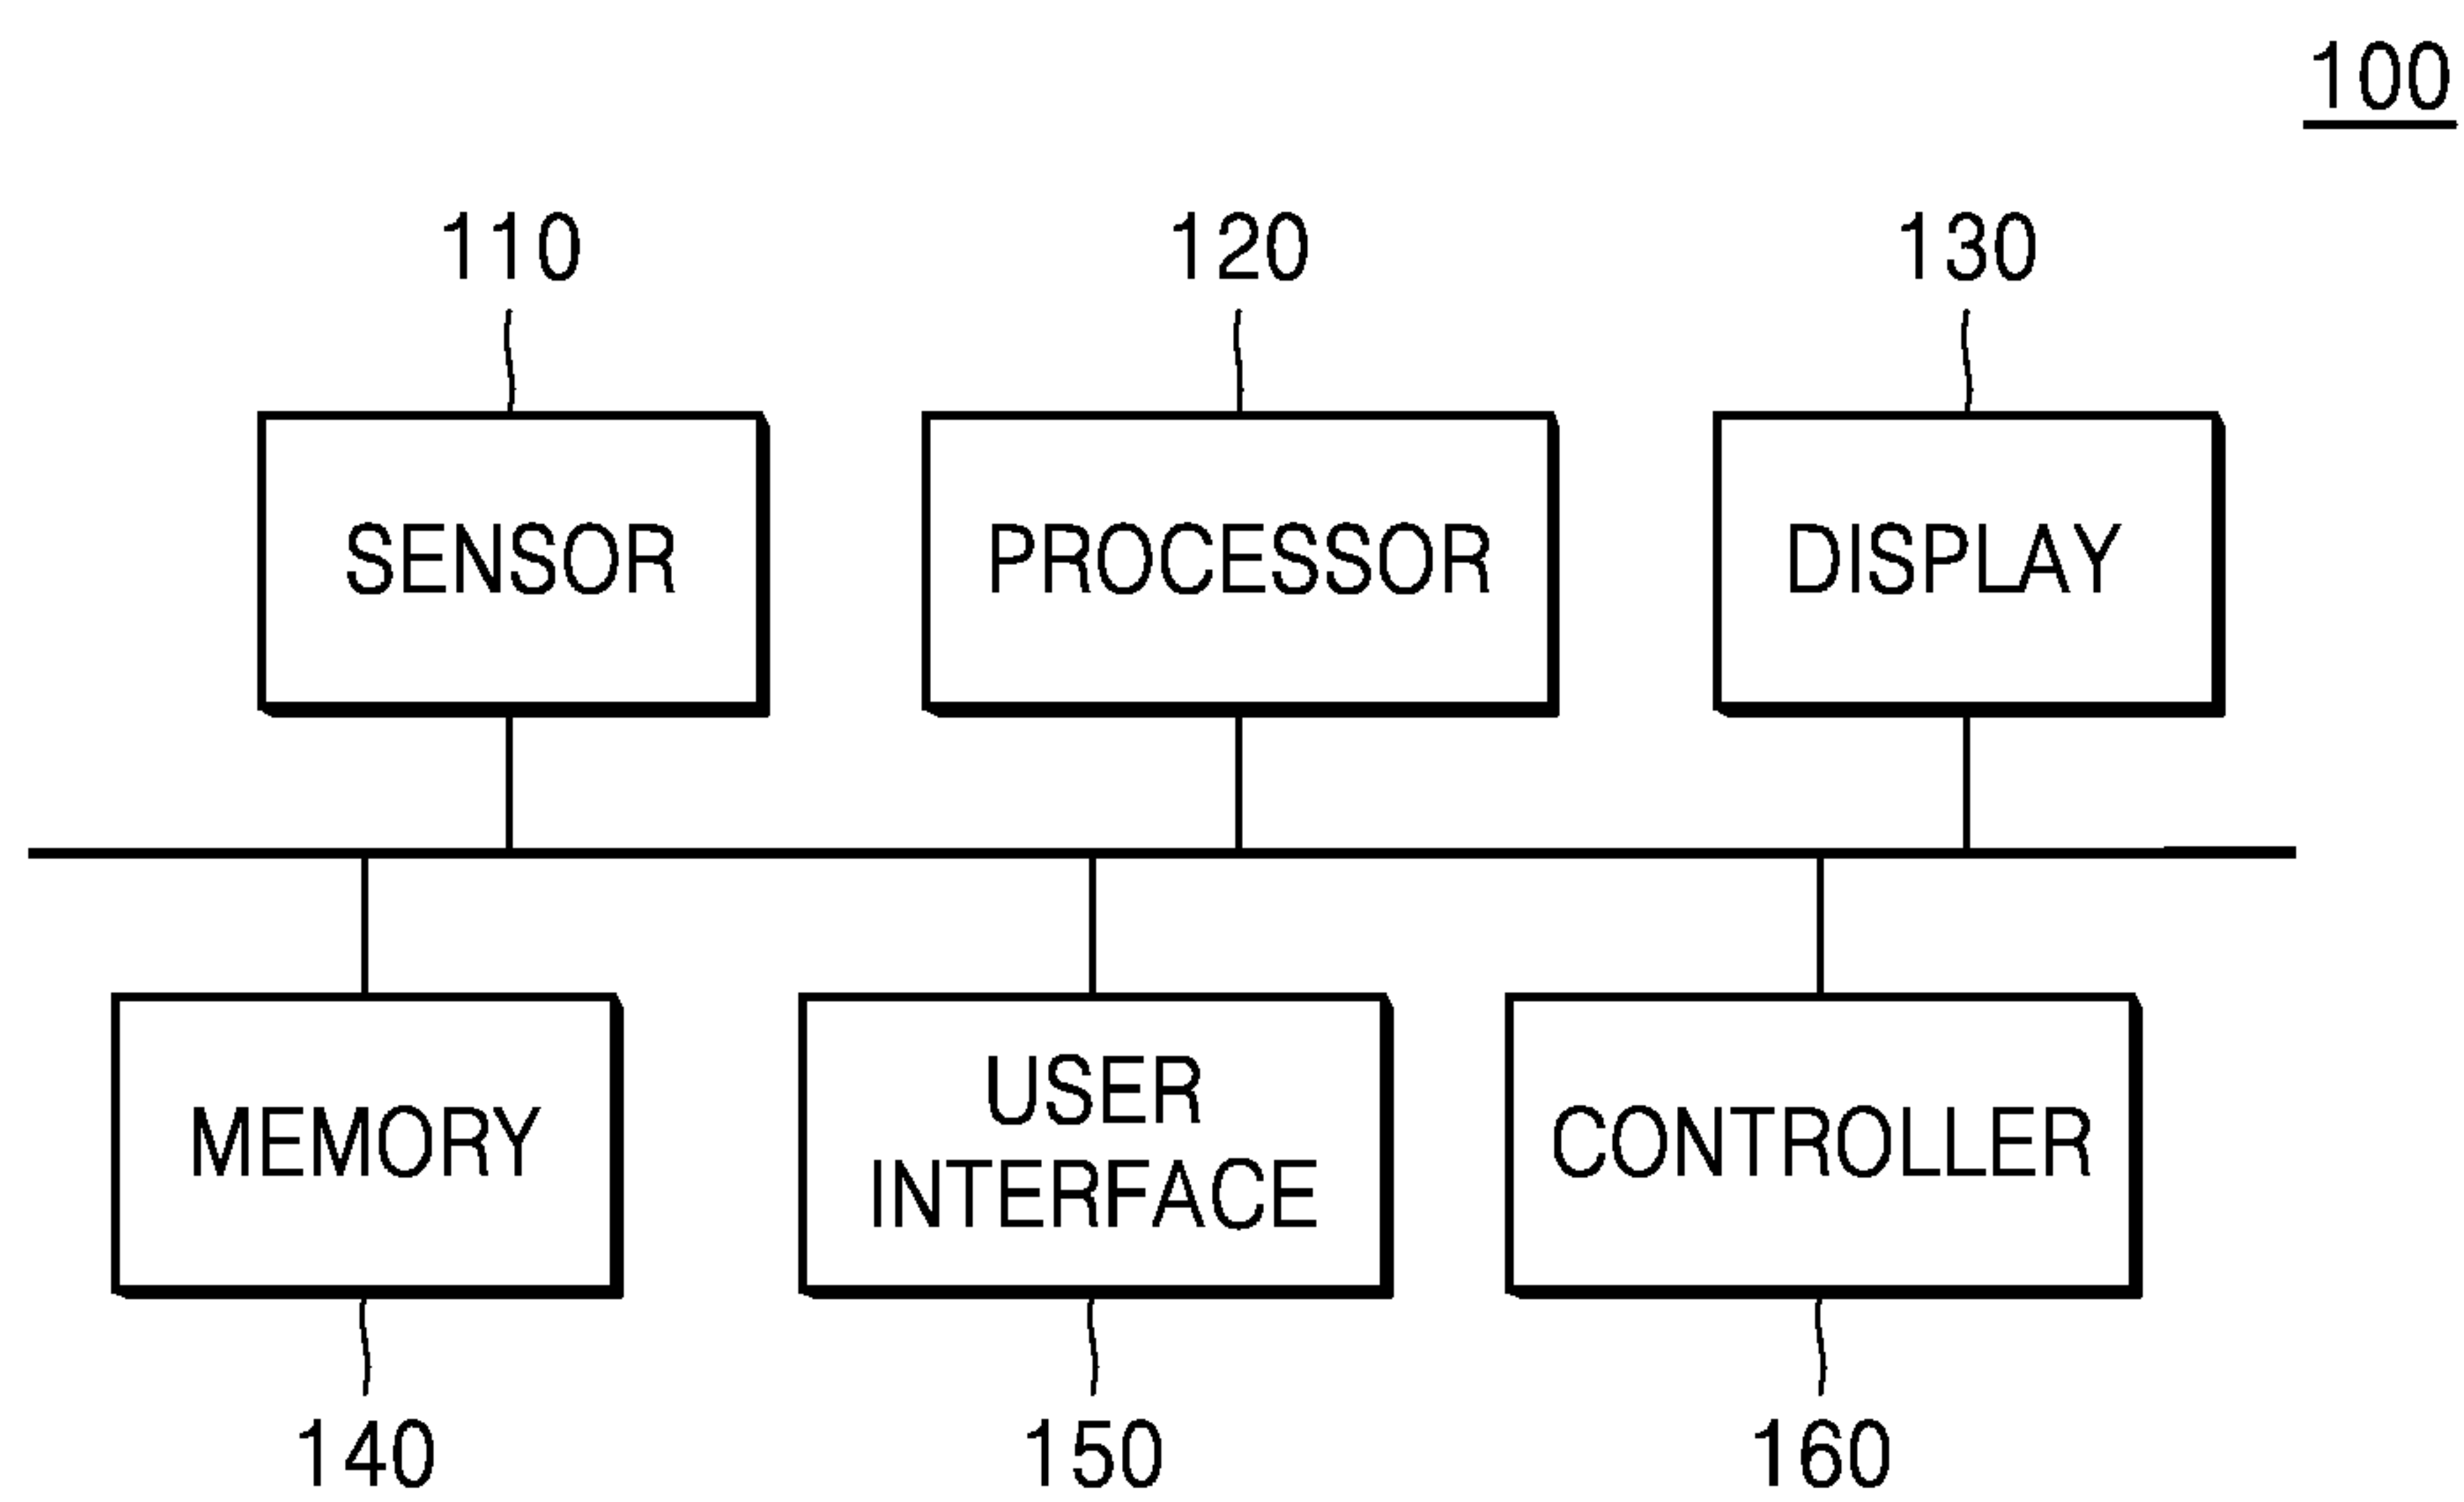 100
110 120 130
SENSOR PROCESSOR DISPLAY
MEMORY USER INTERFACE CONTROLLER
140 150 160